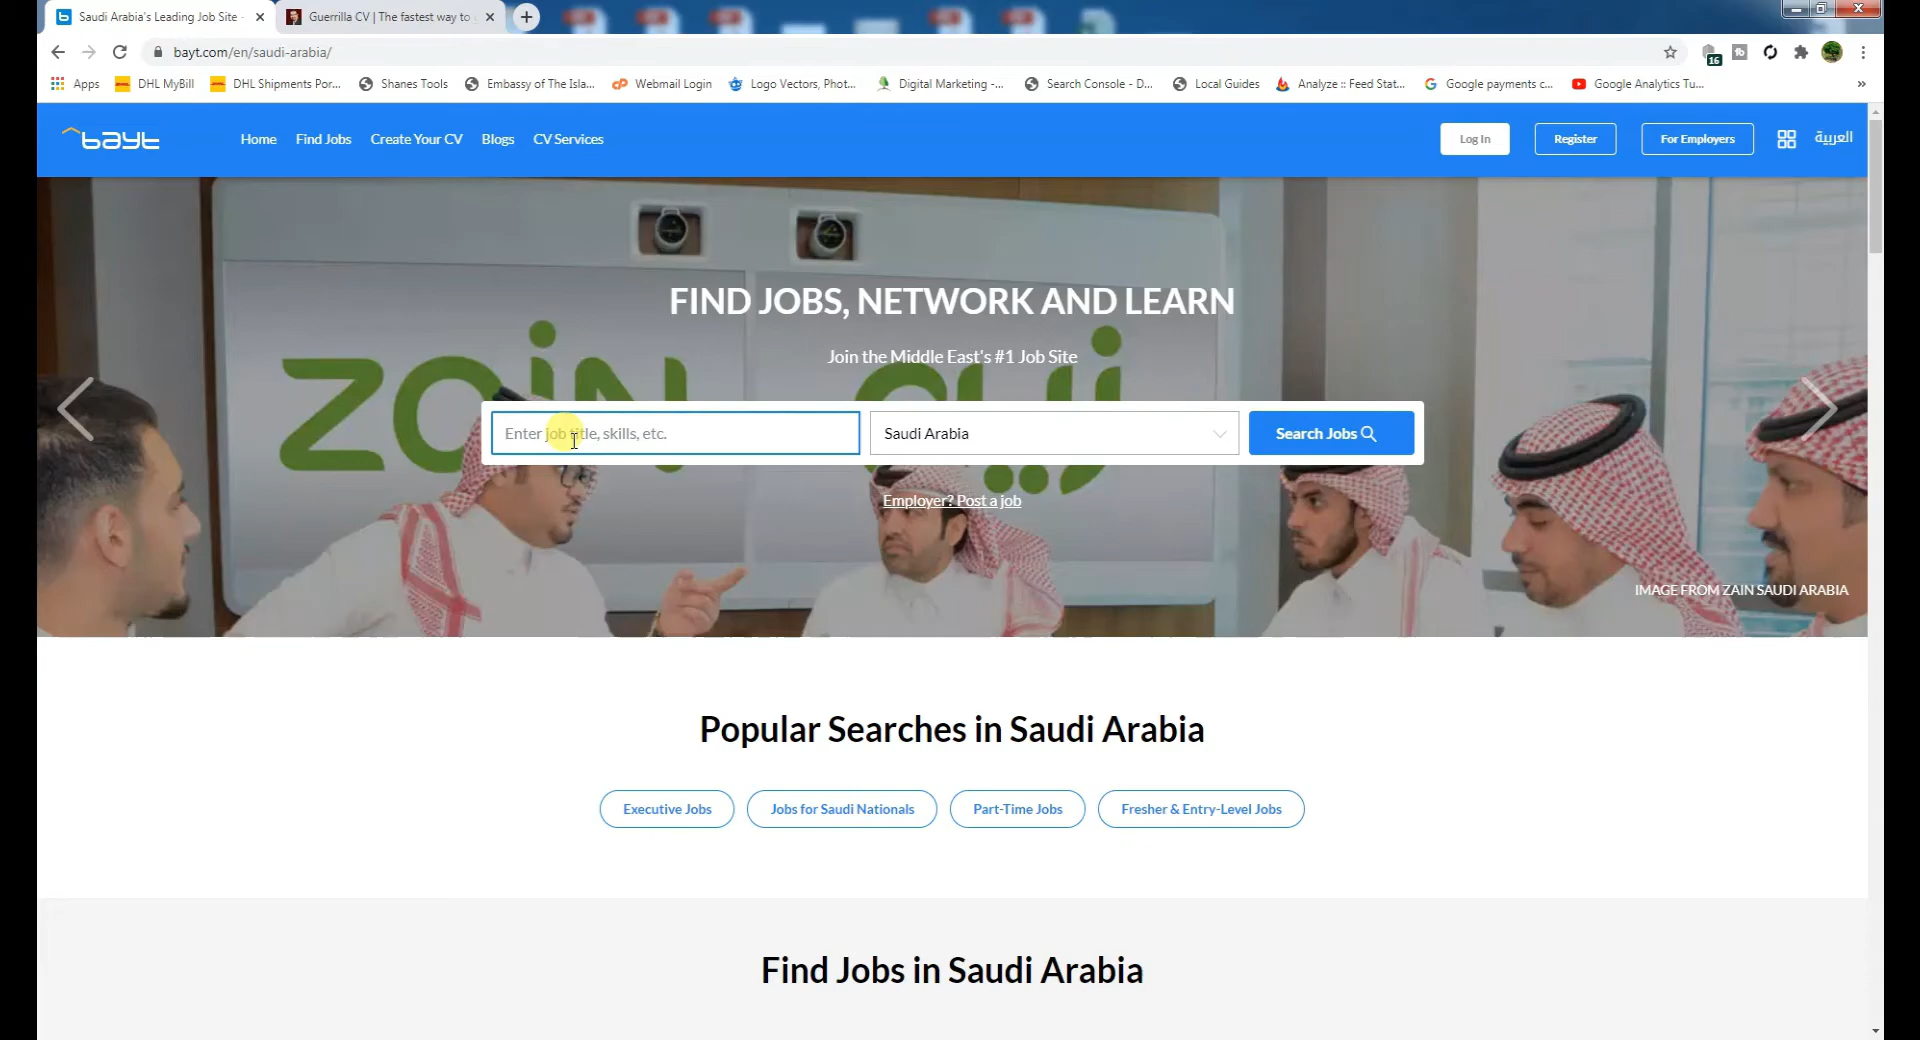 Saudi Arabia's Leading Job Site -
Guerrilla CV | The fastest way to
bayt.com/en/saudi-arabia/
16
Apps
DHL MyBill
DHL Shipments Por...
Shanes Tools
Embassy of The Isla...
Webmail Login
Logo Vectors, Phot...
Digital Marketing -...
Search Console - D...
Local Guides
Analyze :: Feed Stat...
Google payments c...
Google Analytics Tu...
bayt
Home
Find Jobs
Create Your CV
Blogs
CV Services
Log In
Register
For Employers
العربية
FIND JOBS, NETWORK AND LEARN
Join the Middle East's #1 Job Site
ZAIN
زين
Enter job title, skills, etc.
Saudi Arabia
Search Jobs
Employer? Post a job
IMAGE FROM ZAIN SAUDI ARABIA
Popular Searches in Saudi Arabia
Executive Jobs
Jobs for Saudi Nationals
Part-Time Jobs
Fresher & Entry-Level Jobs
Find Jobs in Saudi Arabia